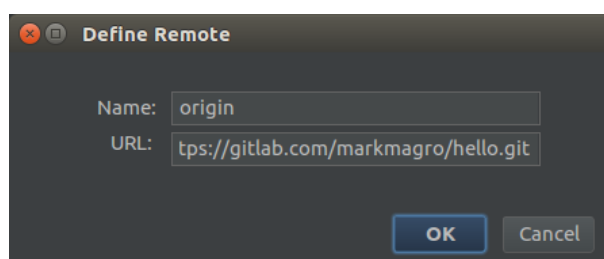 Define Remote
Name: origin
URL: tps://gitlab.com/markmagro/hello.git
OK Cancel